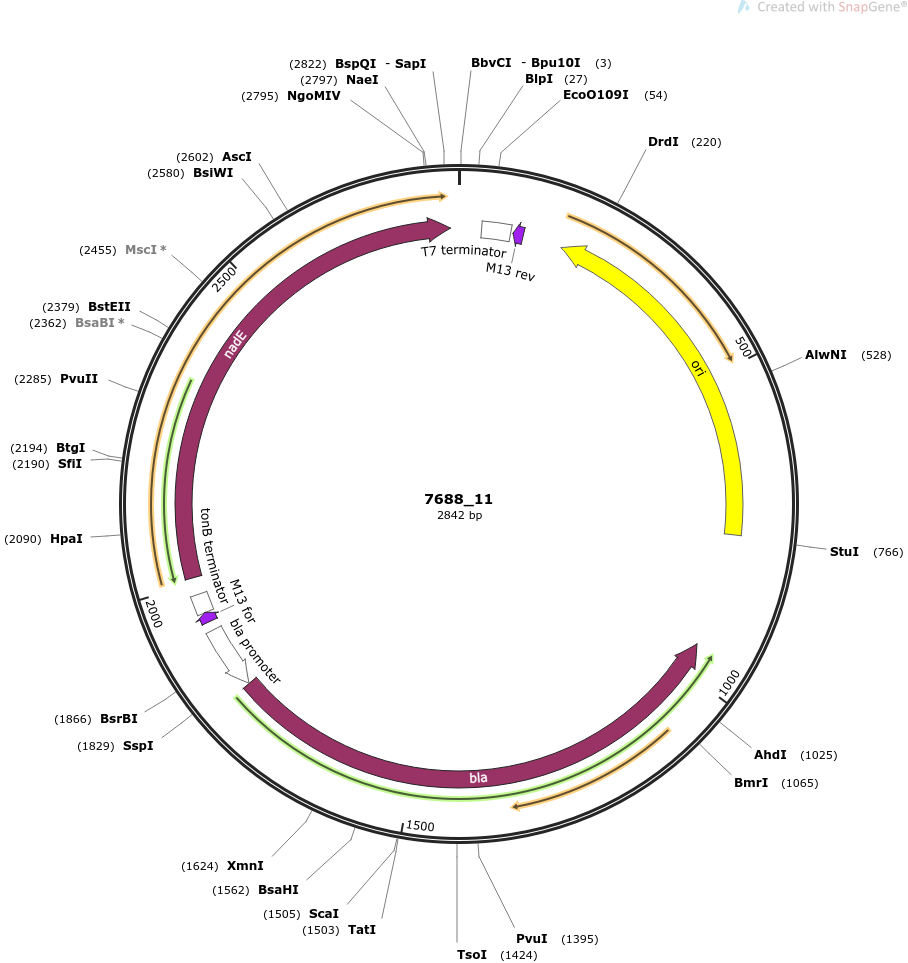 Created with SnapGene®
(2822) BspQI - SapI
(2797) NaeI
(2795) NgoMIV
BbvCI - Bpu10I (3)
BlpI (27)
EcoO109I (54)
DrdI (220)
(2602) AscI
(2580) BsiWI
(2455) MscI *
(2379) BstEII
(2362) BsaBI *
(2285) PvuII
(2194) BtgI
(2190) SfiI
(2090) HpaI
AlwNI (528)
StuI (766)
T7 terminator
M13 rev
2500
nadE
500
ori
7688_11
2842 bp
tonB terminator
M13 for
bla promoter
2000
1000
bla
1500
(1866) BsrBI
(1829) SspI
AhdI (1025)
BmrI (1065)
(1624) XmnI
(1562) BsaHI
(1505) ScaI
(1503) TatI
PvuI (1395)
TsoI (1424)